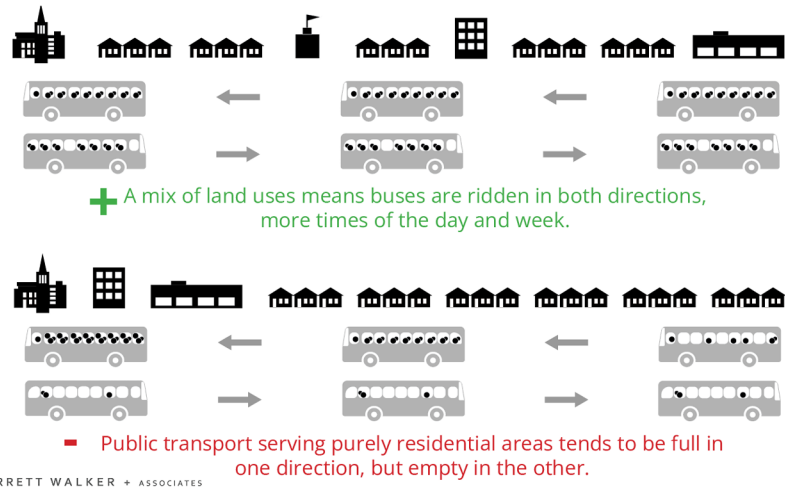 + A mix of land uses means buses are ridden in both directions,
more times of the day and week.
- Public transport serving purely residential areas tends to be full in
one direction, but empty in the other.
WALKER + ASSOCIATES